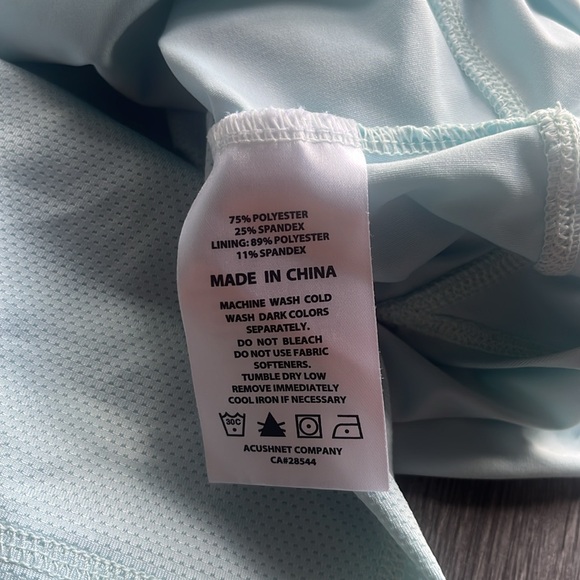 75% POLYESTER
25% SPANDEX
LINING: 89% POLYESTER
11% SPANDEX
MADE IN CHINA
MACHINE WASH COLD
WASH DARK COLORS
SEPARATELY.
DO NOT BLEACH
DO NOT USE FABRIC
SOFTENERS.
TUMBLE DRY LOW
REMOVE IMMEDIATELY
COOL IRON IF NECESSARY
30C
ACUSHNET COMPANY
CA#28544